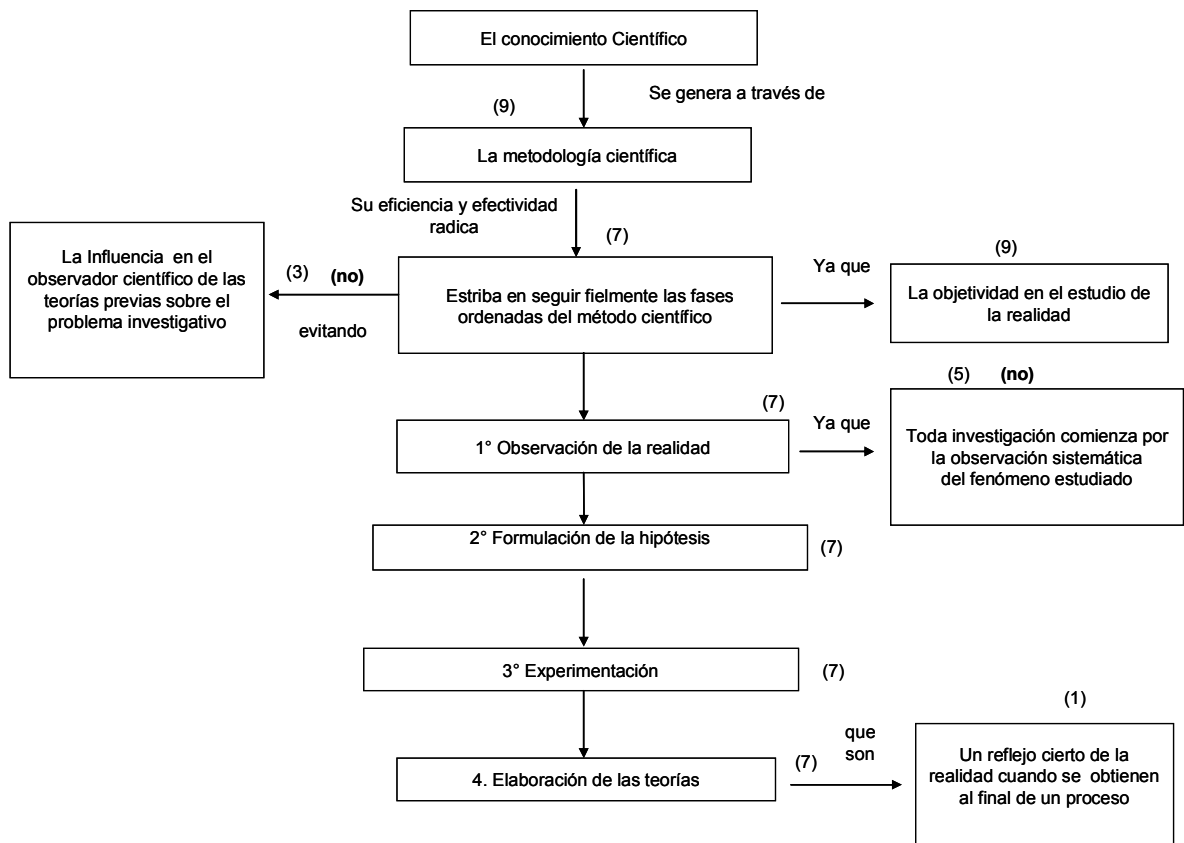 El conocimiento Científico
Se genera a través de
(9)
La metodología científica
Su eficiencia y efectividad
radica
(7)
La Influencia en el
observador científico de las
teorías previas sobre el
problema investigativo
(3) (no)
evitando
Estriba en seguir fielmente las fases
ordenadas del método científico
Ya que
(9)
La objetividad en el estudio de
la realidad
(7)
1° Observación de la realidad
Ya que
(5) (no)
Toda investigación comienza por
la observación sistemática
del fenómeno estudiado
2° Formulación de la hipótesis
(7)
3° Experimentación
(7)
4. Elaboración de las teorías
(7)
que
son
(1)
Un reflejo cierto de la
realidad cuando se obtienen
al final de un proceso